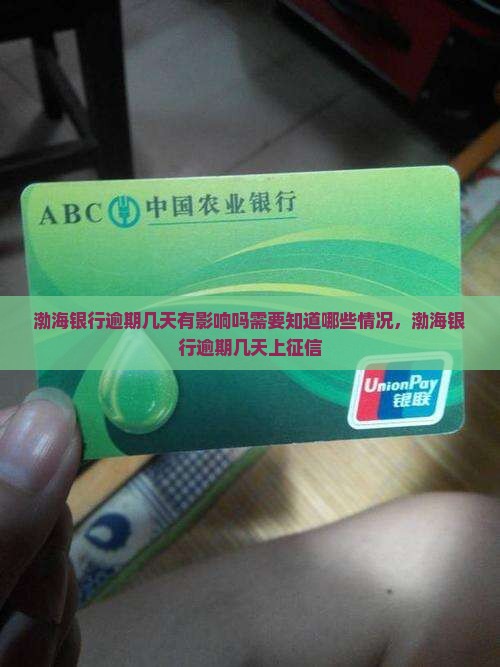 ABC 中国农业银行
渤海银行逾期几天有影响吗需要知道哪些情况，渤海银
行逾期几天上征信
UnionPay
银联